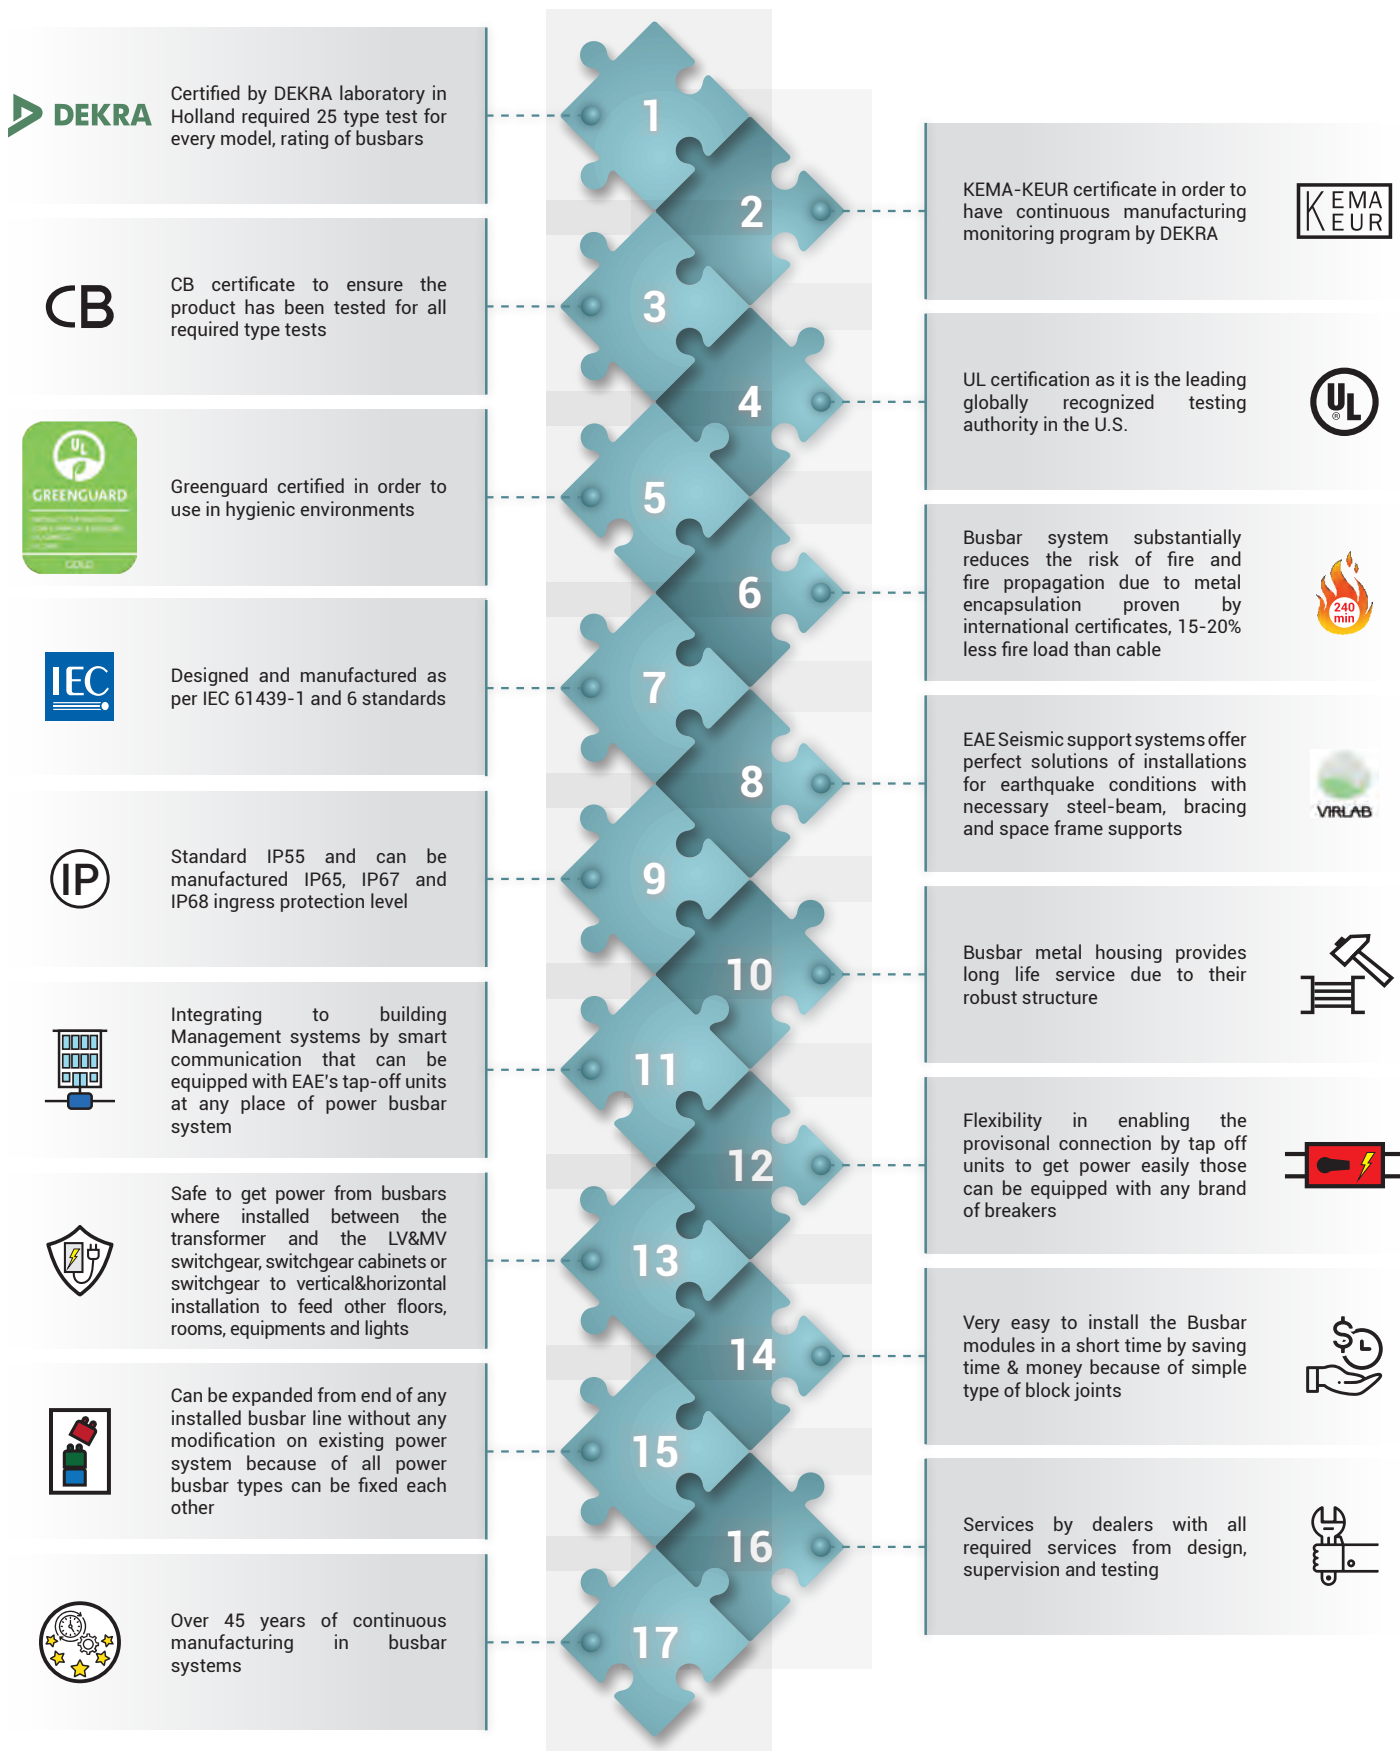 DEKRA
Certified by DEKRA laboratory in
Holland required 25 type test for
every model, rating of busbars
1
2
KEMA-KEUR certificate in order to
have continuous manufacturing
monitoring program by DEKRA
KEMA
KEUR
CB
CB certificate to ensure the
product has been tested for all
required type tests
3
4
UL certification as it is the leading
globally recognized testing
authority in the U.S.
UL
®
UL
GREENGUARD
GOLD
Greenguard certified in order to
use in hygienic environments
5
6
Busbar system substantially
reduces the risk of fire and
fire propagation due to metal
encapsulation proven by
international certificates, 15-20%
less fire load than cable
240
min
IEC
Designed and manufactured as
per IEC 61439-1 and 6 standards
7
8
EAE Seismic support systems offer
perfect solutions of installations
for earthquake conditions with
necessary steel-beam, bracing
and space frame supports
VIRLAB
IP
Standard IP55 and can be
manufactured IP65, IP67 and
IP68 ingress protection level
9
10
Busbar metal housing provides
long life service due to their
robust structure
Integrating to building
Management systems by smart
communication that can be
equipped with EAE's tap-off units
at any place of power busbar
system
11
12
Flexibility in enabling the
provisonal connection by tap off
units to get power easily those
can be equipped with any brand
of breakers
Safe to get power from busbars
where installed between the
transformer and the LV&MV
switchgear, switchgear cabinets or
switchgear to vertical&horizontal
installation to feed other floors,
rooms, equipments and lights
13
14
Very easy to install the Busbar
modules in a short time by saving
time & money because of simple
type of block joints
$
Can be expanded from end of any
installed busbar line without any
modification on existing power
system because of all power
busbar types can be fixed each
other
15
16
Services by dealers with all
required services from design,
supervision and testing
Over 45 years of continuous
manufacturing in busbar
systems
17